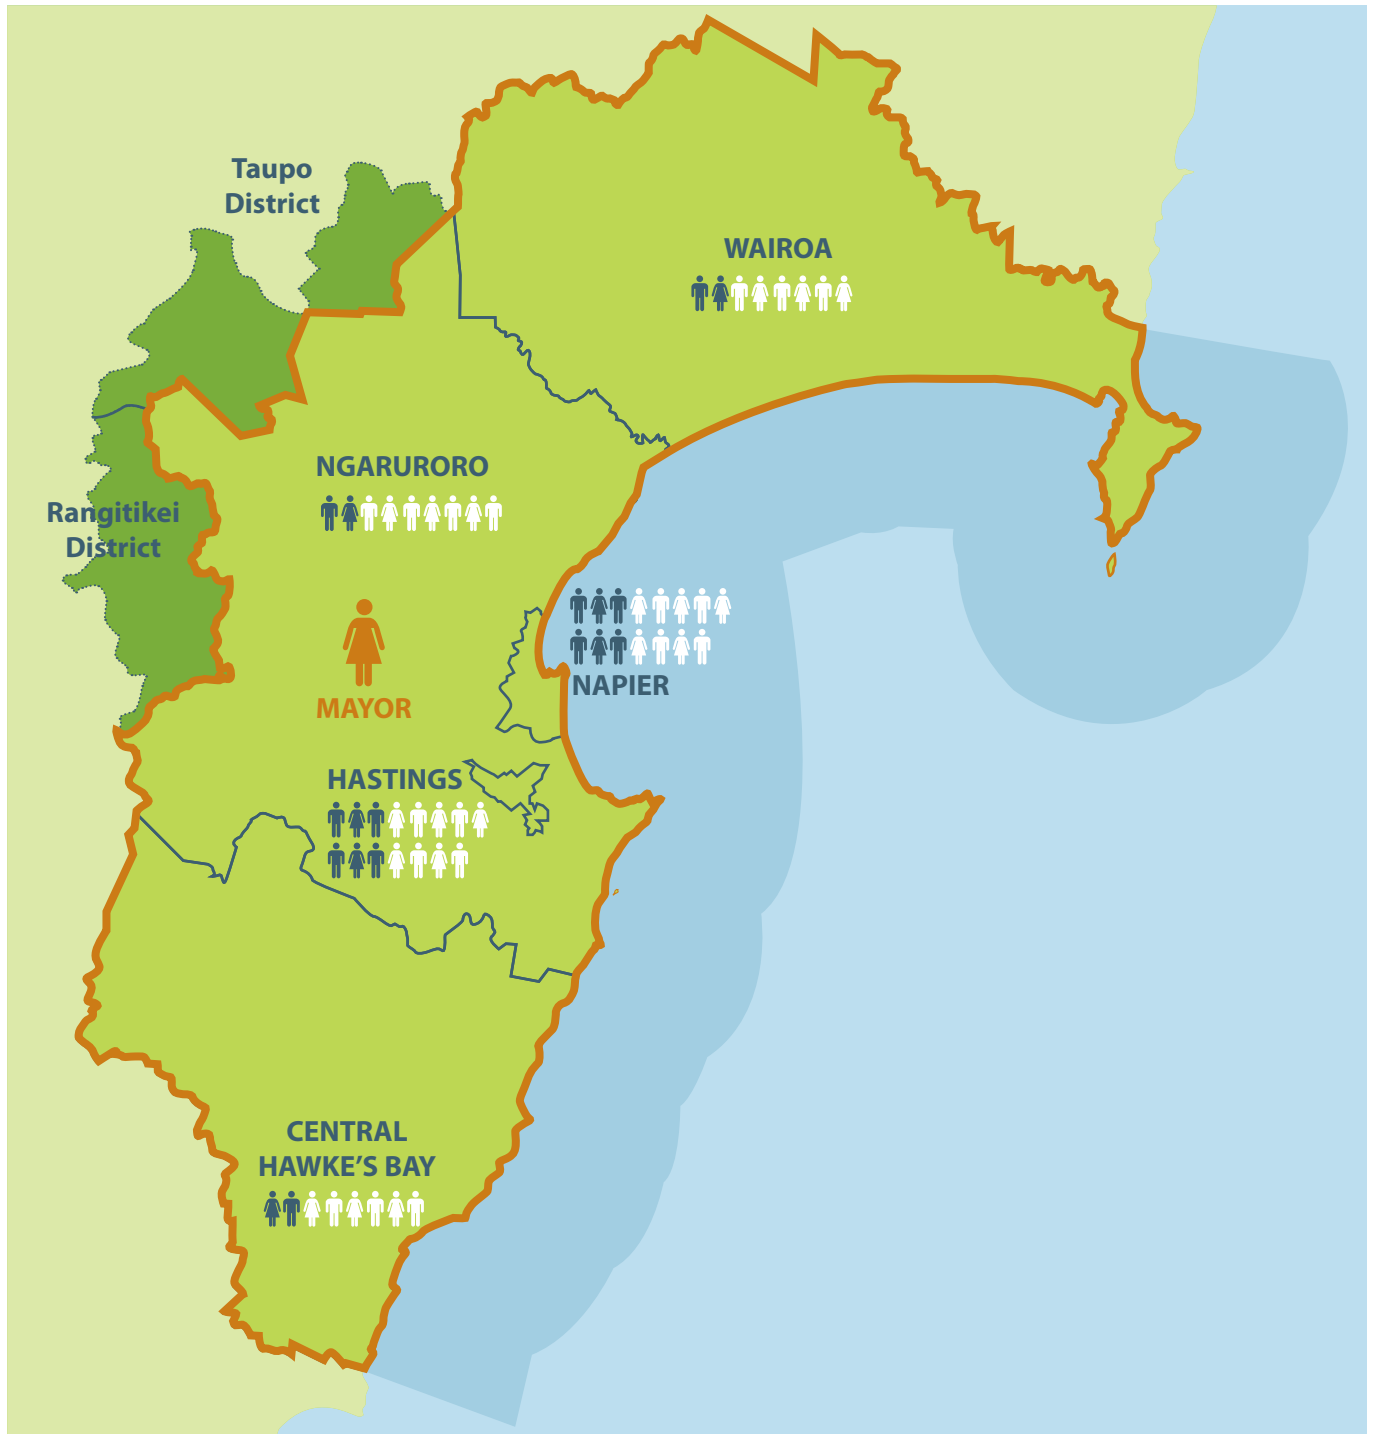 Taupo
District
WAIROA
NGARURORO
Rangitikei
District
NAPIER
MAYOR
HASTINGS
CENTRAL
HAWKE'S BAY